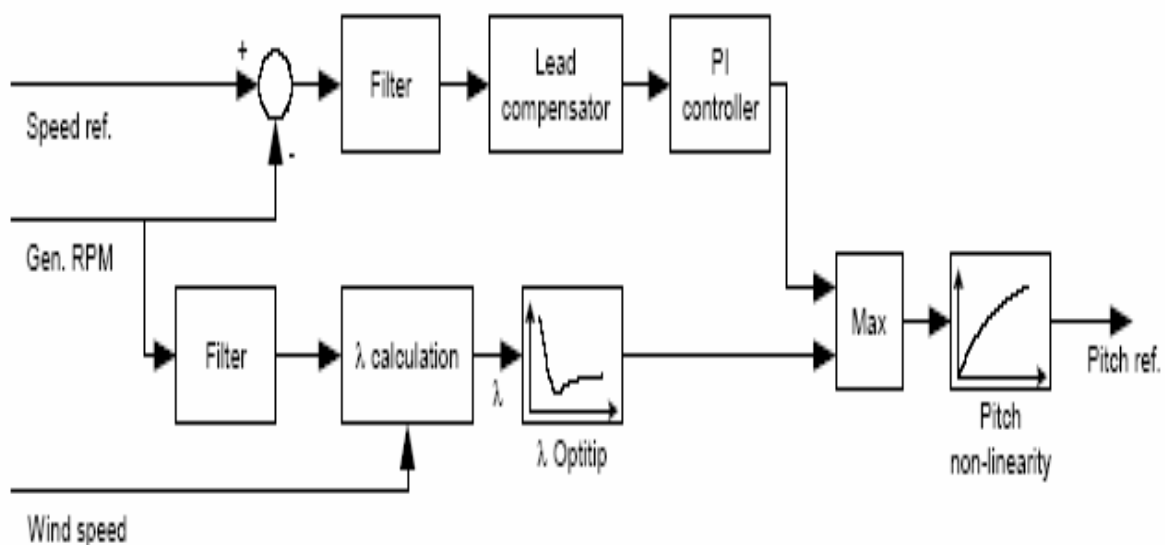 +
Speed ref.
-
Filter
Lead
compensator
PI
controller
Gen. RPM
Filter
λ calculation
λ
λ Optitip
Wind speed
Max
Pitch
non-linearity
Pitch ref.